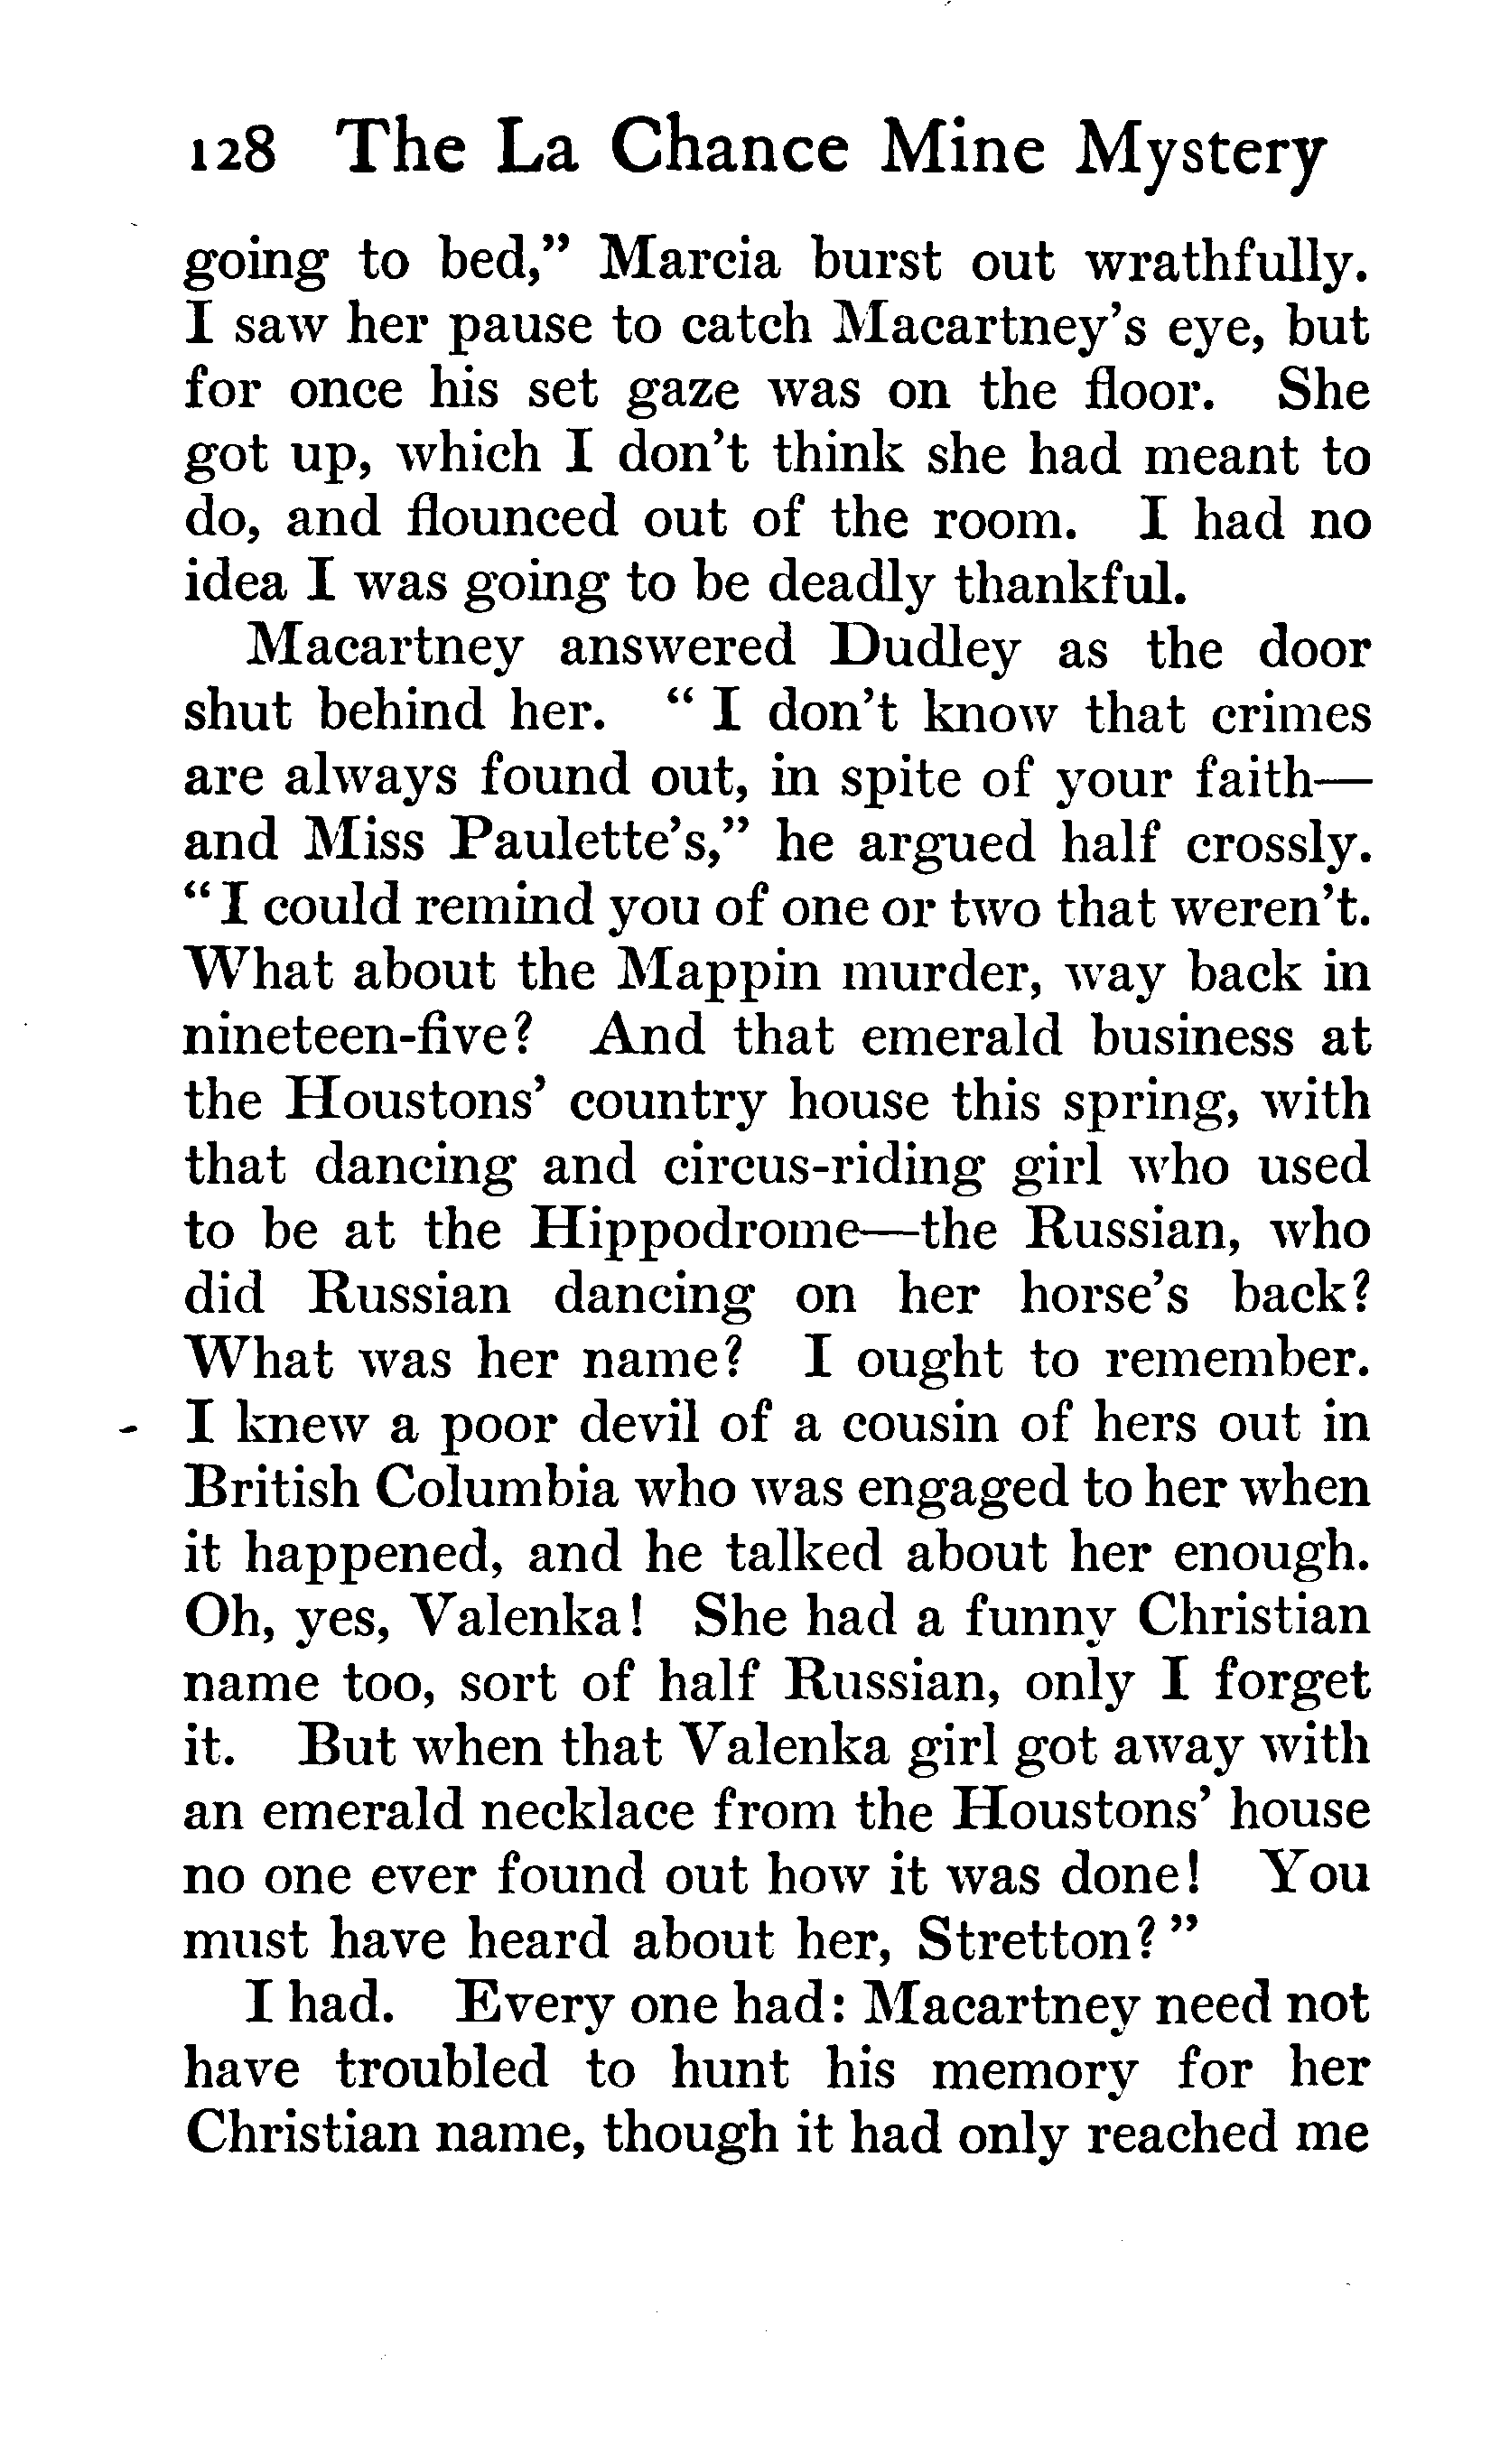 128 The La Chance Mine Mystery
going to bed,” Marcia burst out wrathfully.
I saw her pause to catch Macartney’s eye, but
for once his set gaze was on the floor. She
got up, which I don’t think she had meant to
do, and flounced out of the room. I had no
idea I was going to be deadly thankful.
Macartney answered Dudley as the door
shut behind her. “ I don’t know that crimes
are always found out, in spite of your faith—
and Miss Paulette’s,” he argued half crossly.
“ I could remind you of one or two that weren’t.
What about the Mappin murder, way back in
nineteen-five? And that emerald business at
the Houstons’ country house this spring, with
that dancing and circus-riding girl who used
to be at the Hippodrome—the Russian, who
did Russian dancing on her horse’s back?
What was her name? I ought to remember.
I knew a poor devil of a cousin of hers out in
British Columbia who was engaged to her when
it happened, and he talked about her enough.
Oh, yes, Valenka! She had a funny Christian
name too, sort of half Russian, only I forget
it. But when that Valenka girl got away with
an emerald necklace from the Houstons’ house
no one ever found out how it was done! You
must have heard about her, Stretton? ”
I had. Every one had: Macartney need not
have troubled to hunt his memory for her
Christian name, though it had only reached me